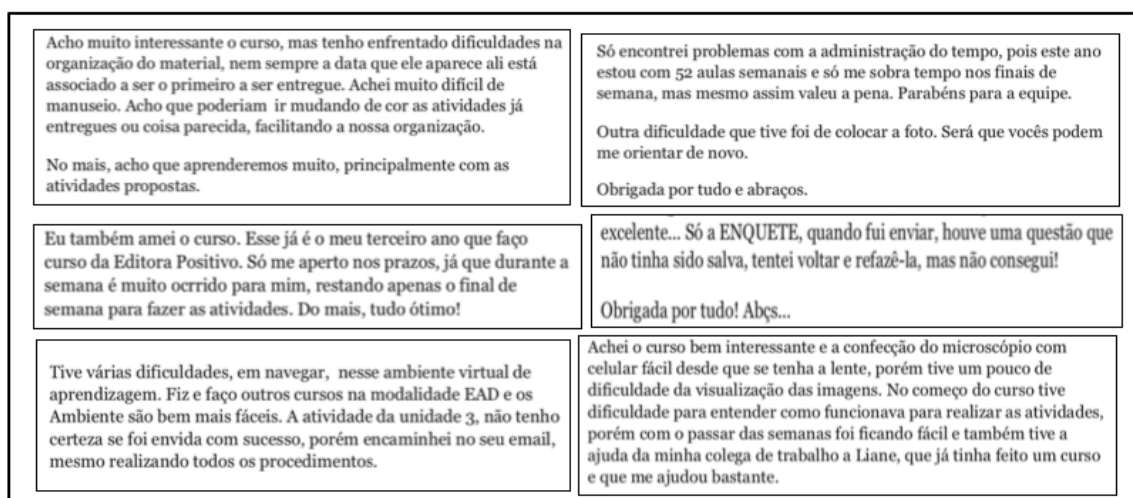 Acho muito interessante o curso, mas tenho enfrentado dificuldades na
organização do material, nem sempre a data que ele aparece ali está
associado a ser o primeiro a ser entregue. Achei muito difícil de
manuseio. Acho que poderiam ir mudando de cor as atividades já
entregues ou coisa parecida, facilitando a nossa organização.
No mais, acho que aprenderemos muito, principalmente com as
atividades propostas.
Só encontrei problemas com a administração do tempo, pois este ano
estou com 52 aulas semanais e só me sobra tempo nos finais de
semana, mas mesmo assim valeu a pena. Parabéns para a equipe.
Outra dificuldade que tive foi de colocar a foto. Será que vocês podem
me orientar de novo.
Obrigada por tudo e abraços.
Eu também amei o curso. Esse já é o meu terceiro ano que faço
curso da Editora Positivo. Só me aperto nos prazos, já que durante a
semana é muito ocrrido para mim, restando apenas o final de
semana para fazer as atividades. Do mais, tudo ótimo!
excelente... Só a ENQUETE, quando fui enviar, houve uma questão que
não tinha sido salva, tentei voltar e refazê-la, mas não consegui!
Obrigada por tudo! Abçs...
Tive várias dificuldades, em navegar, nesse ambiente virtual de
aprendizagem. Fiz e faço outros cursos na modalidade EAD e os
Ambiente são bem mais fáceis. A atividade da unidade 3, não tenho
certeza se foi envida com sucesso, porém encaminhei no seu email,
mesmo realizando todos os procedimentos.
Achei o curso bem interessante e a confecção do microscópio com
celular fácil desde que se tenha a lente, porém tive um pouco de
dificuldade da visualização das imagens. No começo do curso tive
dificuldade para entender como funcionava para realizar as atividades,
porém com o passar das semanas foi ficando fácil e também tive a
ajuda da minha colega de trabalho a Liane, que já tinha feito um curso
e que me ajudou bastante.